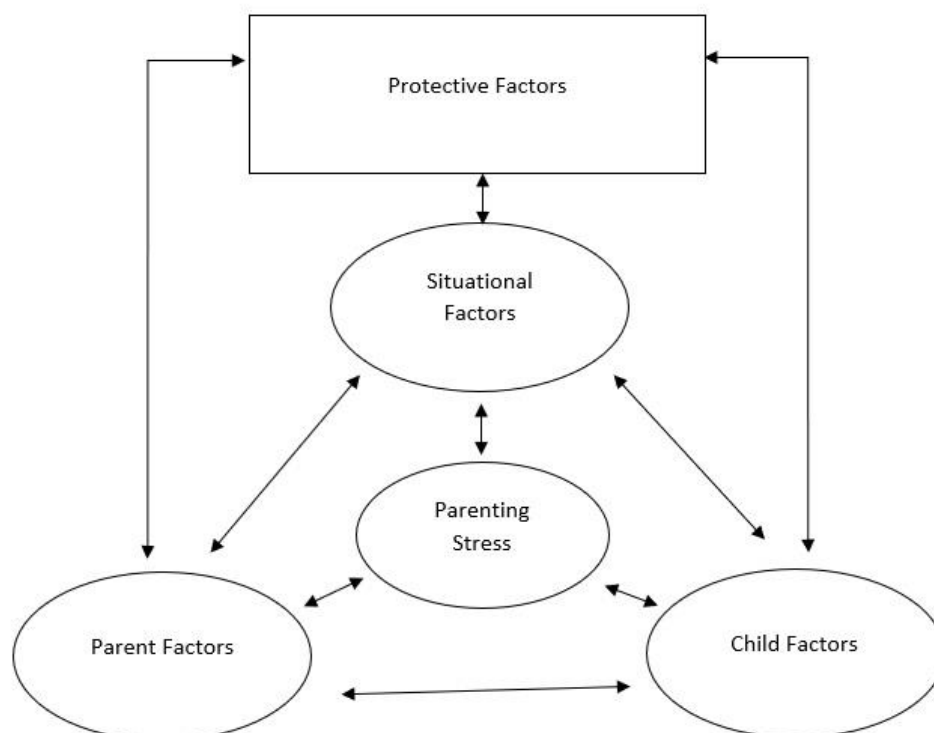 Protective Factors
Situational
Factors
Parenting
Stress
Parent Factors
Child Factors